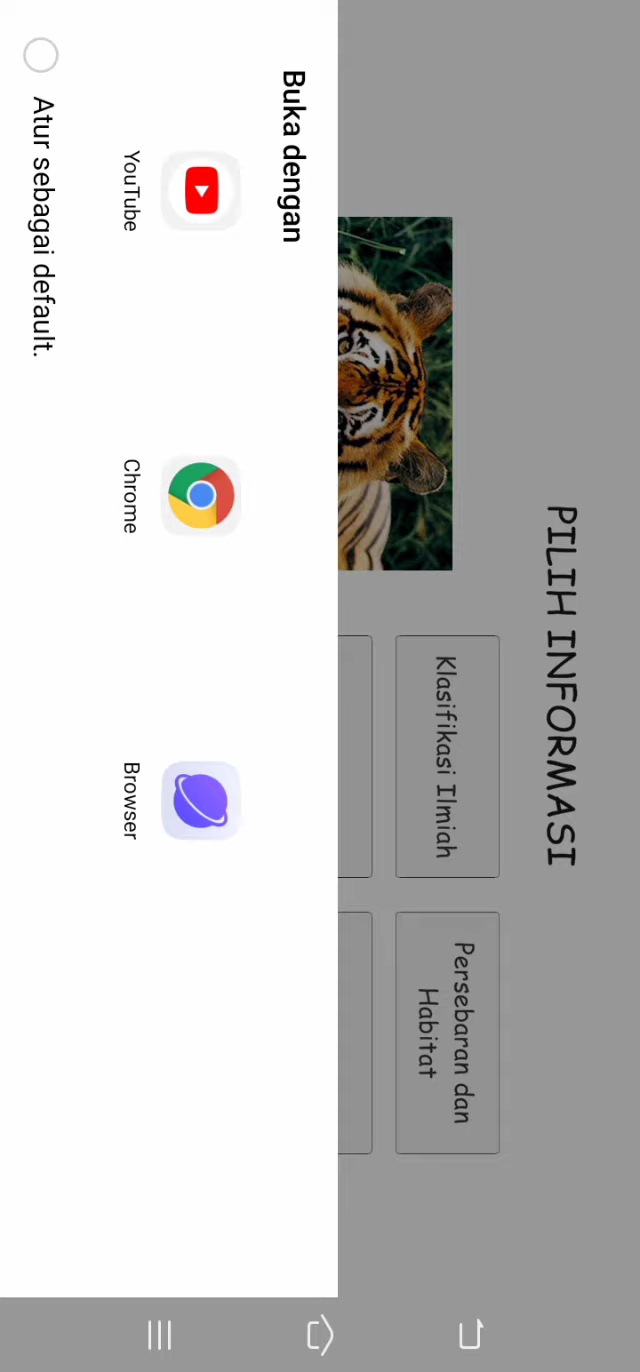 PILIH INFORMASI
Klasifikasi Ilmiah
Persebaran dan
Habitat
Buka dengan
YouTube
Chrome
Browser
Atur sebagai default.